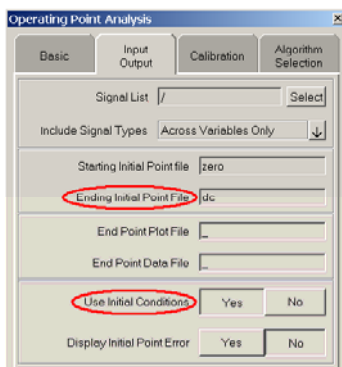 Operating Point Analysis x
Basic Input Output Calibration Algorithm Selection
Signal List / Select
Include Signal Types Across Variables Only
Starting Initial Point file zero
Ending Initial Point File dc
End Point Plot File _
End Point Data File _
Use Initial Conditions Yes No
Display Initial Point Error Yes No